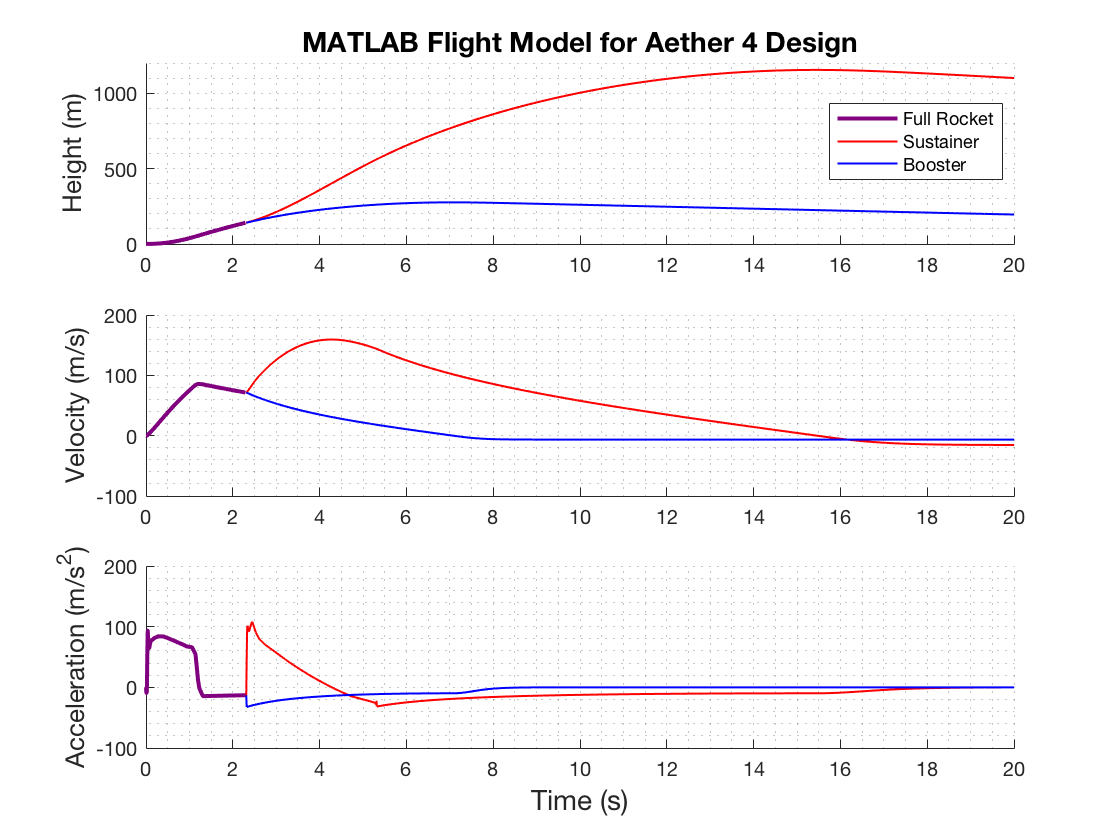 MATLAB Flight Model for Aether 4 Design
Height (m)
1000
500
0
0 2 4 6 8 10 12 14 16 18 20
Full Rocket
Sustainer
Booster
Velocity (m/s)
200
100
0
-100
0 2 4 6 8 10 12 14 16 18 20
Acceleration (m/s²)
200
100
0
-100
0 2 4 6 8 10 12 14 16 18 20
Time (s)